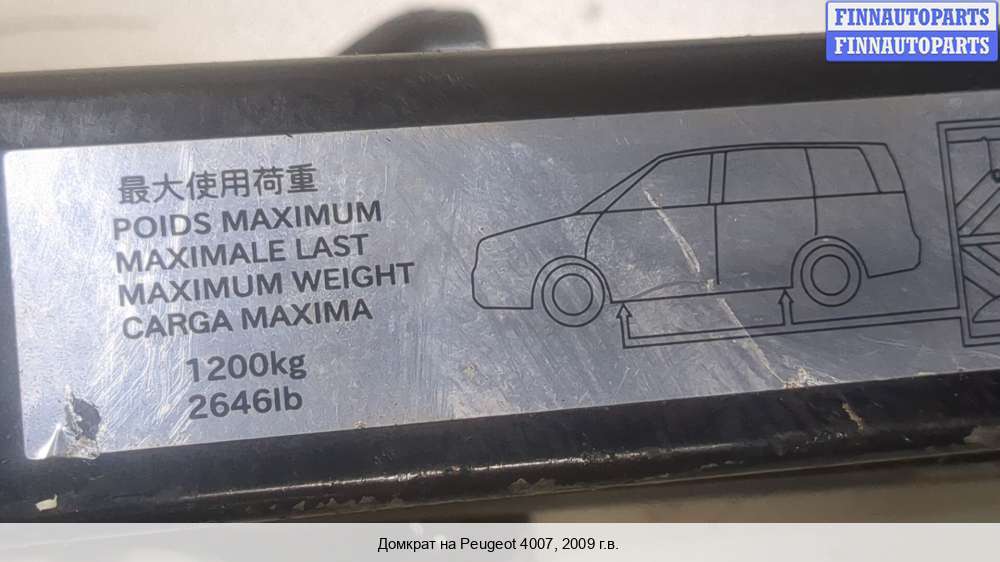 FINNAUTOPARTS
FINNAUTOPARTS
最大使用荷重
POIDS MAXIMUM
MAXIMALE LAST
MAXIMUM WEIGHT
CARGA MAXIMA
1200kg
2646lb
Домкрат на Peugeot 4007, 2009 г.в.